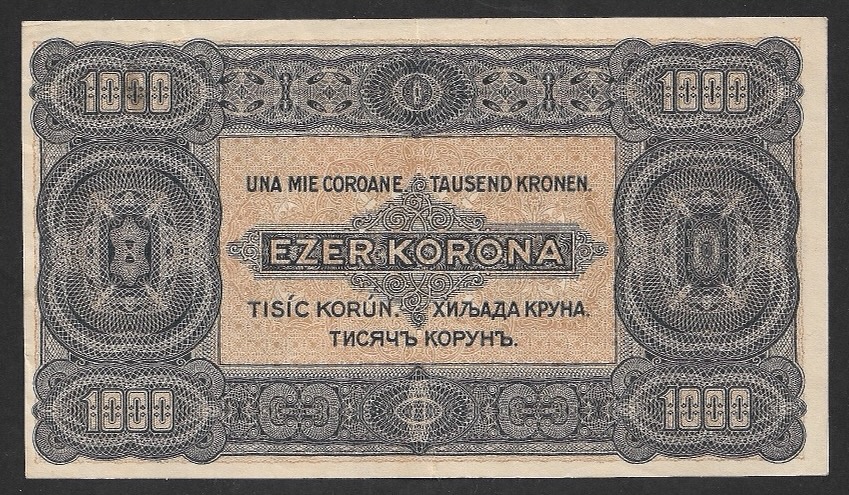 1000 1000
UNA MIE COROANE. TAUSEND KRONEN.
EZER KORONA
TISÍC KORÚN. ХИЉАДА КРУНА.
ТИСЯЧЪ КОРУНЪ.
1000 1000